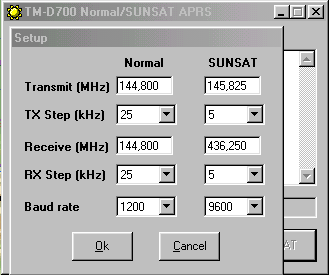 TM-D700 Normal/SUNSAT APRS
Setup
Normal SUNSAT
Transmit (MHz) 144,800 145,825
TX Step (kHz) 25 5
Receive (MHz) 144,800 436,250
RX Step (kHz) 25 5
Baud rate 1200 9600
Ok Cancel AT